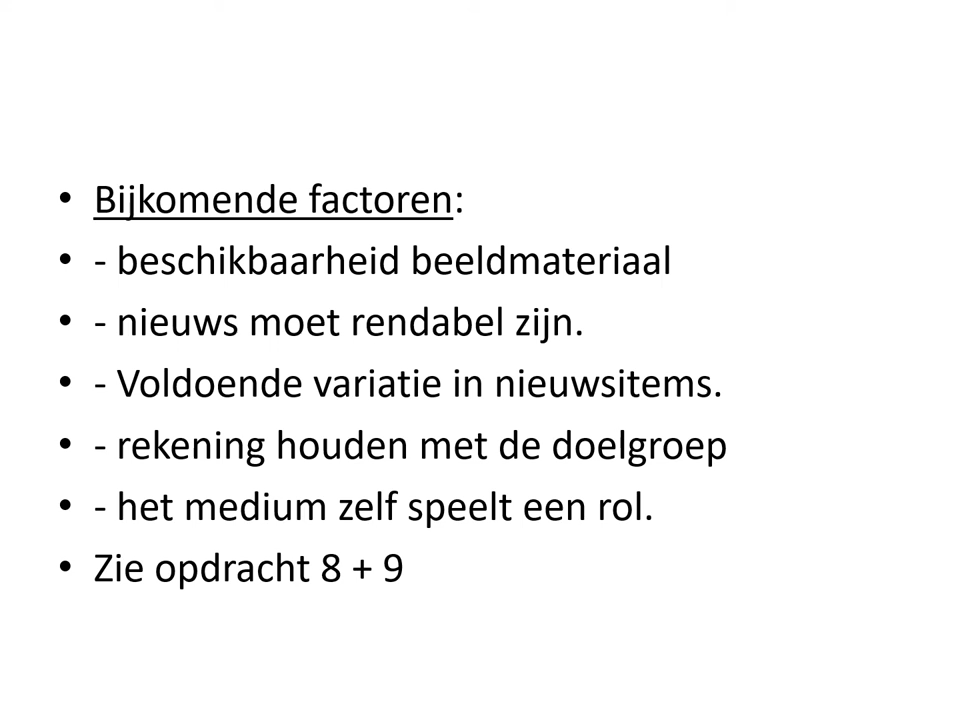 • Bijkomende factoren:
• - beschikbaarheid beeldmateriaal
• - nieuws moet rendabel zijn.
• - Voldoende variatie in nieuwsitems.
• - rekening houden met de doelgroep
• - het medium zelf speelt een rol.
• Zie opdracht 8 + 9